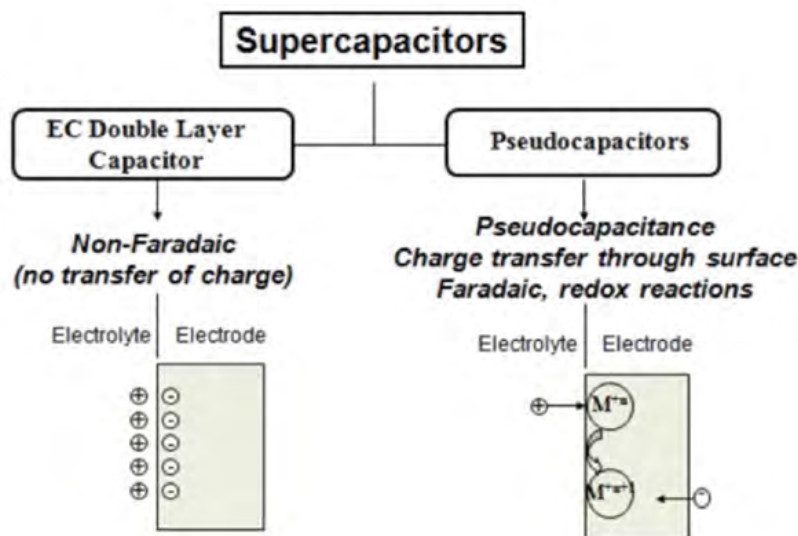 Supercapacitors
EC Double Layer
Capacitor
Pseudocapacitors
Non-Faradaic
(no transfer of charge)
Pseudocapacitance
Charge transfer through surface
Faradaic, redox reactions
Electrolyte Electrode
Electrolyte Electrode
+ -
+ -
+ -
+ -
+ -
+ M⁺ⁿ
M⁺ⁿ⁺¹ -